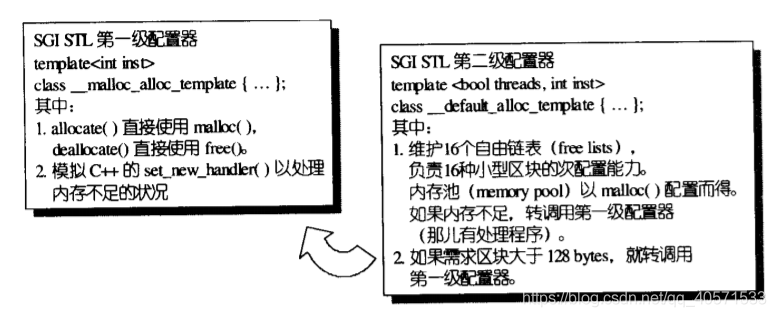 SGI STL 第一级配置器
template<int inst>
class __malloc_alloc_template { … };
其中：
1. allocate( ) 直接使用 malloc( ),
deallocate() 直接使用 free()。
2. 模拟 C++ 的 set_new_handler( ) 以处理
内存不足的状况
SGI STL 第二级配置器
template <bool threads, int inst>
class __default_alloc_template { … };
其中：
1. 维护16个自由链表（free lists），
负责16种小型区块的次配置能力。
内存池（memory pool）以 malloc( ) 配置而得。
如果内存不足，转调用第一级配置器
（那儿有处理程序）。
2. 如果需求区块大于 128 bytes，就转调用
第一级配置器。
https://blog.csdn.net/qq_40571533